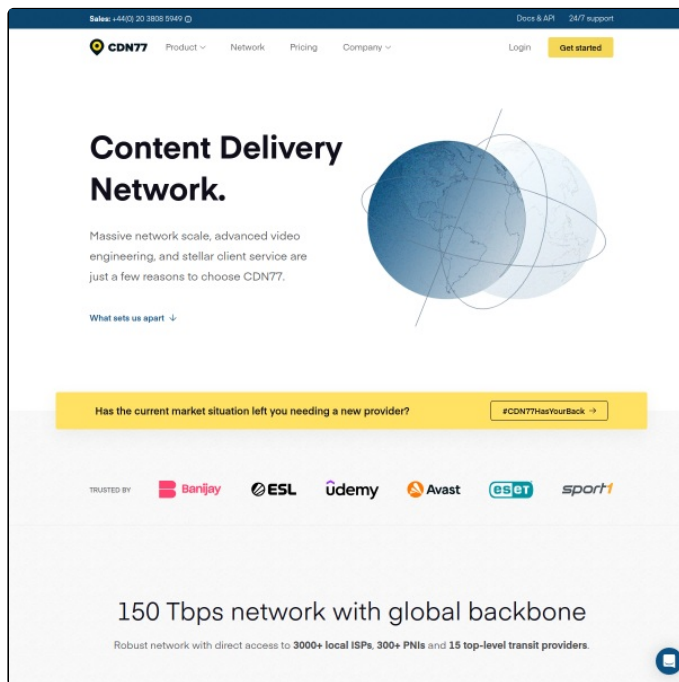 Sales: +44(0) 20 3808 5949
Docs & API 24/7 support
CDN77 Product Network Pricing Company Login Get started
Content Delivery
Network.
Massive network scale, advanced video
engineering, and stellar client service are
just a few reasons to choose CDN77.
What sets us apart ↓
Has the current market situation left you needing a new provider? #CDN77HasYourBack →
TRUSTED BY Banijay ESL ûdemy Avast eseT sport1
150 Tbps network with global backbone
Robust network with direct access to 3000+ local ISPs, 300+ PNIs and 15 top-level transit providers.